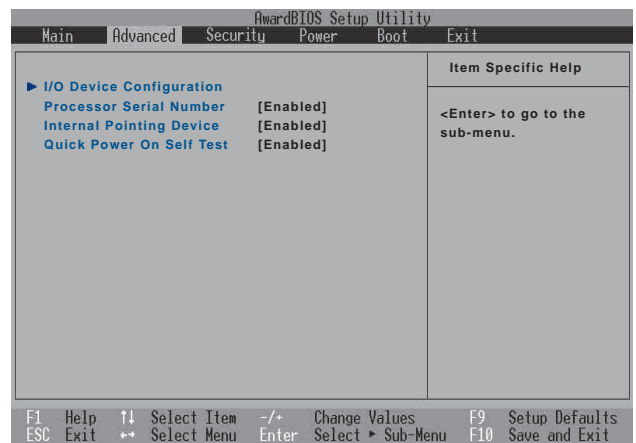 AwardBIOS Setup Utility
Main Advanced Security Power Boot Exit
I/O Device Configuration
Processor Serial Number [Enabled]
Internal Pointing Device [Enabled]
Quick Power On Self Test [Enabled]
Item Specific Help
<Enter> to go to the
sub-menu.
F1 Help ↑↓ Select Item -/+ Change Values F9 Setup Defaults
ESC Exit ←→ Select Menu Enter Select ► Sub-Menu F10 Save and Exit